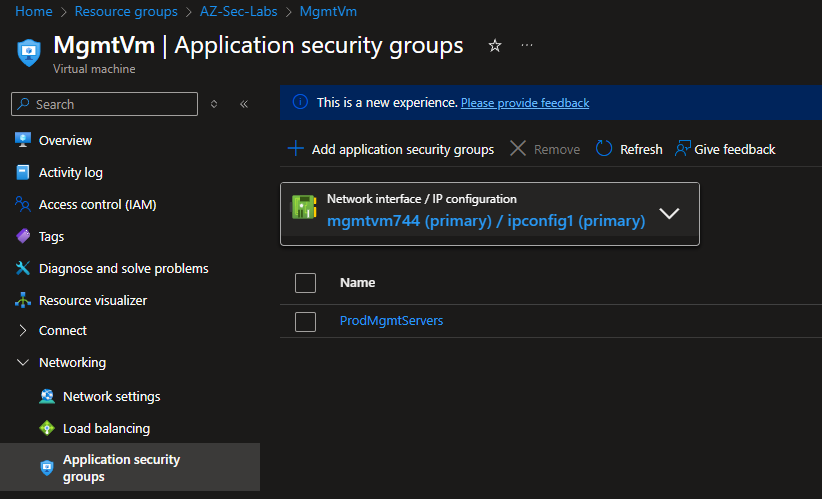 Home > Resource groups > AZ-Sec-Labs > MgmtVm
MgmtVm | Application security groups
Virtual machine
Search
This is a new experience. Please provide feedback
Overview
Activity log
Access control (IAM)
Tags
Diagnose and solve problems
Resource visualizer
Connect
Networking
Network settings
Load balancing
Application security
groups
Add application security groups Remove Refresh Give feedback
Network interface / IP configuration
mgmtvm744 (primary) / ipconfig1 (primary)
Name
ProdMgmtServers